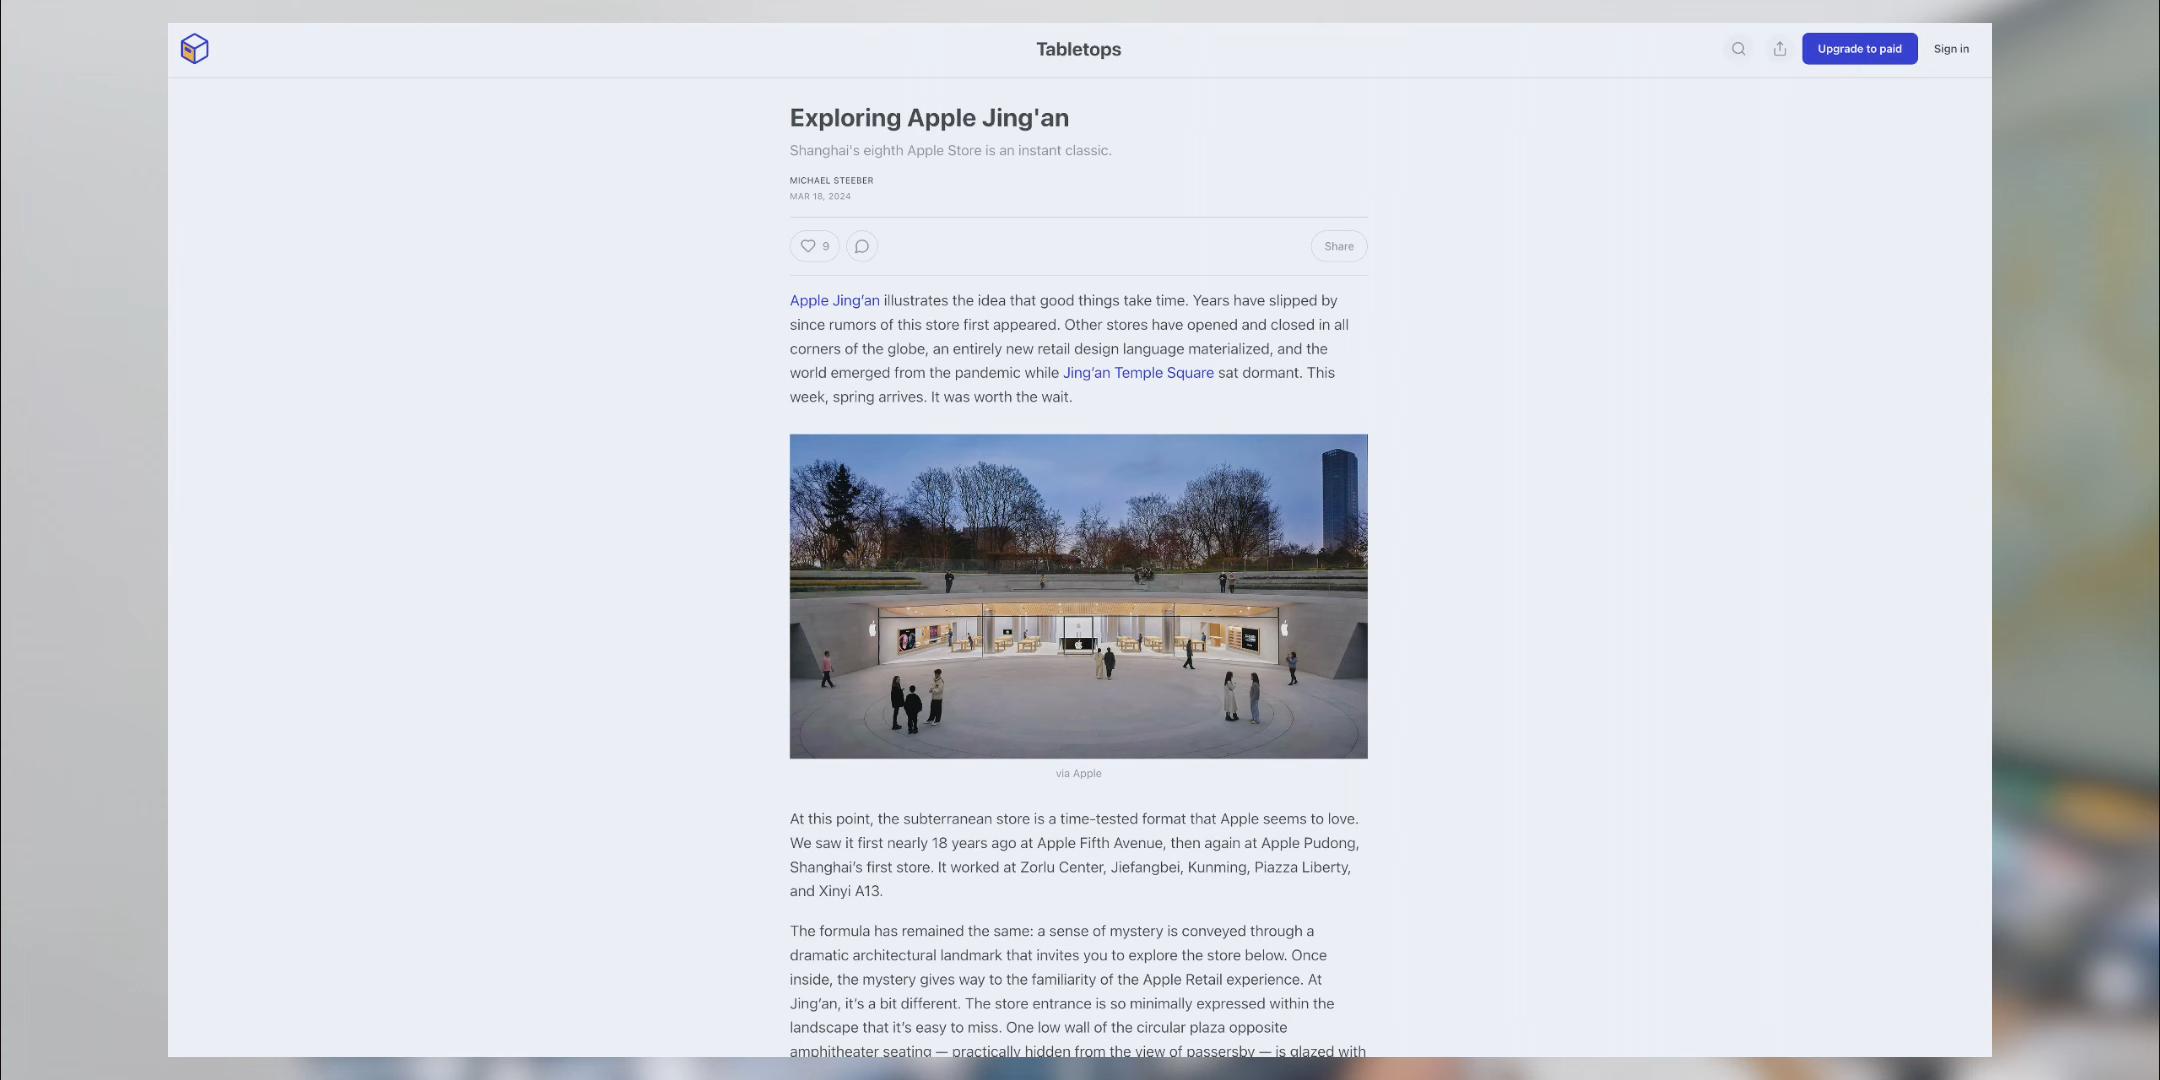 Tabletops
Upgrade to paid
Sign in
Exploring Apple Jing'an
Shanghai's eighth Apple Store is an instant classic.
MICHAEL STEEBER
MAR 18, 2024
9
Share
Apple Jing’an illustrates the idea that good things take time. Years have slipped by
since rumors of this store first appeared. Other stores have opened and closed in all
corners of the globe, an entirely new retail design language materialized, and the
world emerged from the pandemic while Jing’an Temple Square sat dormant. This
week, spring arrives. It was worth the wait.
via Apple
At this point, the subterranean store is a time-tested format that Apple seems to love.
We saw it first nearly 18 years ago at Apple Fifth Avenue, then again at Apple Pudong,
Shanghai’s first store. It worked at Zorlu Center, Jiefangbei, Kunming, Piazza Liberty,
and Xinyi A13.
The formula has remained the same: a sense of mystery is conveyed through a
dramatic architectural landmark that invites you to explore the store below. Once
inside, the mystery gives way to the familiarity of the Apple Retail experience. At
Jing’an, it’s a bit different. The store entrance is so minimally expressed within the
landscape that it’s easy to miss. One low wall of the circular plaza opposite
amphitheater seating — practically hidden from the view of passersby — is glazed with